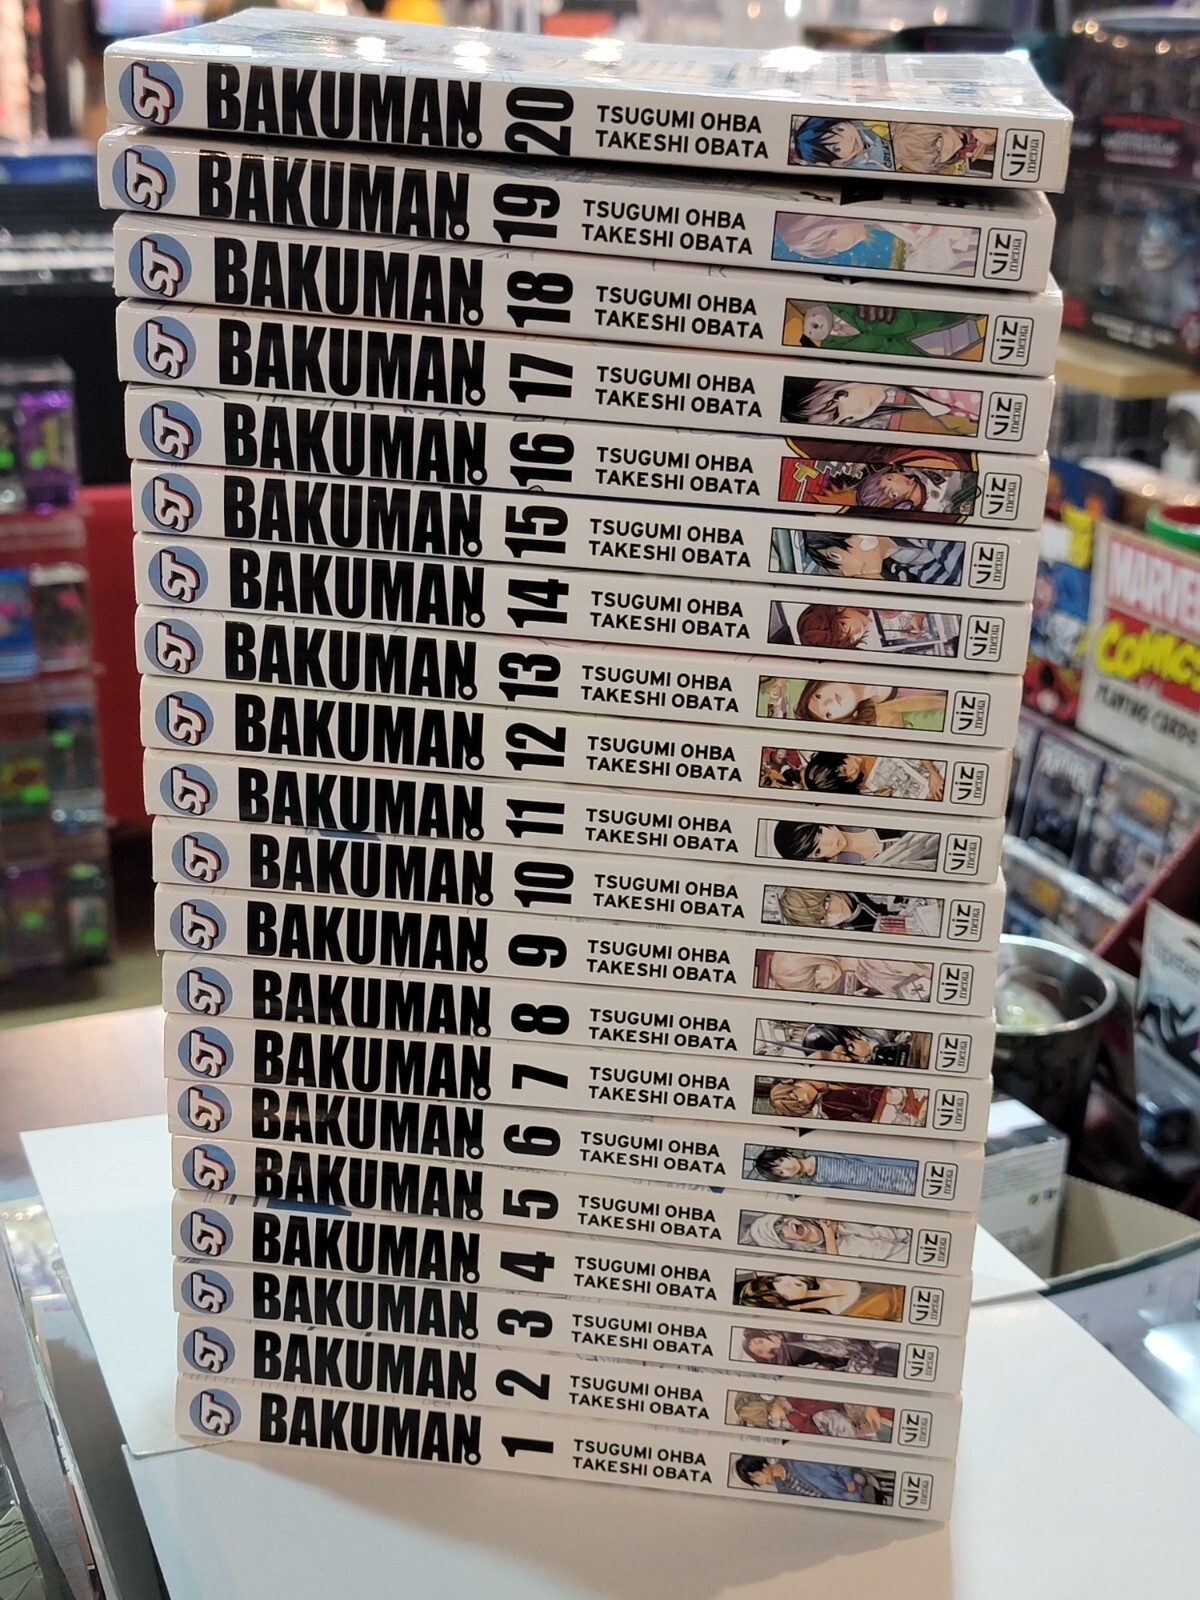 SJ BAKUMAN. 20 TSUGUMI OHBA
TAKESHI OBATA VIZ media
SJ BAKUMAN. 19 TSUGUMI OHBA
TAKESHI OBATA VIZ media
SJ BAKUMAN. 18 TSUGUMI OHBA
TAKESHI OBATA VIZ media
SJ BAKUMAN. 17 TSUGUMI OHBA
TAKESHI OBATA VIZ media
SJ BAKUMAN. 16 TSUGUMI OHBA
TAKESHI OBATA VIZ media
SJ BAKUMAN. 15 TSUGUMI OHBA
TAKESHI OBATA VIZ media
SJ BAKUMAN. 14 TSUGUMI OHBA
TAKESHI OBATA VIZ media
SJ BAKUMAN. 13 TSUGUMI OHBA
TAKESHI OBATA VIZ media
SJ BAKUMAN. 12 TSUGUMI OHBA
TAKESHI OBATA VIZ media
SJ BAKUMAN. 11 TSUGUMI OHBA
TAKESHI OBATA VIZ media
SJ BAKUMAN. 10 TSUGUMI OHBA
TAKESHI OBATA VIZ media
SJ BAKUMAN. 9 TSUGUMI OHBA
TAKESHI OBATA VIZ media
SJ BAKUMAN. 8 TSUGUMI OHBA
TAKESHI OBATA VIZ media
SJ BAKUMAN. 7 TSUGUMI OHBA
TAKESHI OBATA VIZ media
SJ BAKUMAN. 6 TSUGUMI OHBA
TAKESHI OBATA VIZ media
SJ BAKUMAN. 5 TSUGUMI OHBA
TAKESHI OBATA VIZ media
SJ BAKUMAN. 4 TSUGUMI OHBA
TAKESHI OBATA VIZ media
SJ BAKUMAN. 3 TSUGUMI OHBA
TAKESHI OBATA VIZ media
SJ BAKUMAN. 2 TSUGUMI OHBA
TAKESHI OBATA VIZ media
SJ BAKUMAN. 1 TSUGUMI OHBA
TAKESHI OBATA VIZ media
MARVE
COMICS
PLAYING CARDS